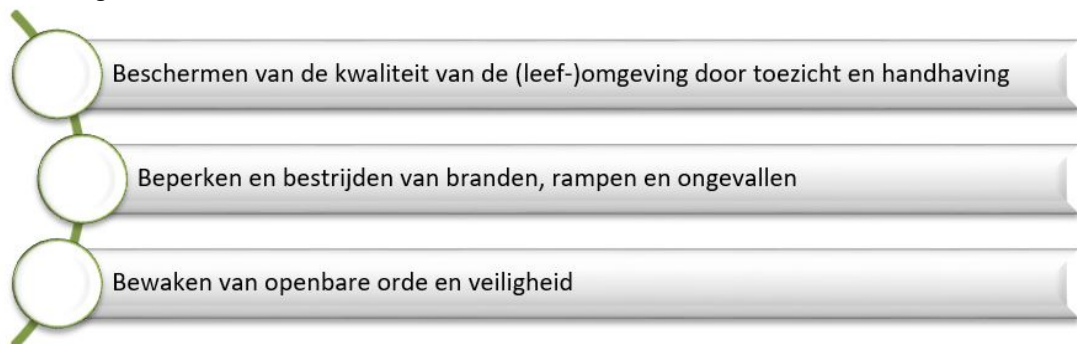 Beschermen van de kwaliteit van de (leef-)omgeving door toezicht en handhaving
Beperken en bestrijden van branden, rampen en ongevallen
Bewaken van openbare orde en veiligheid